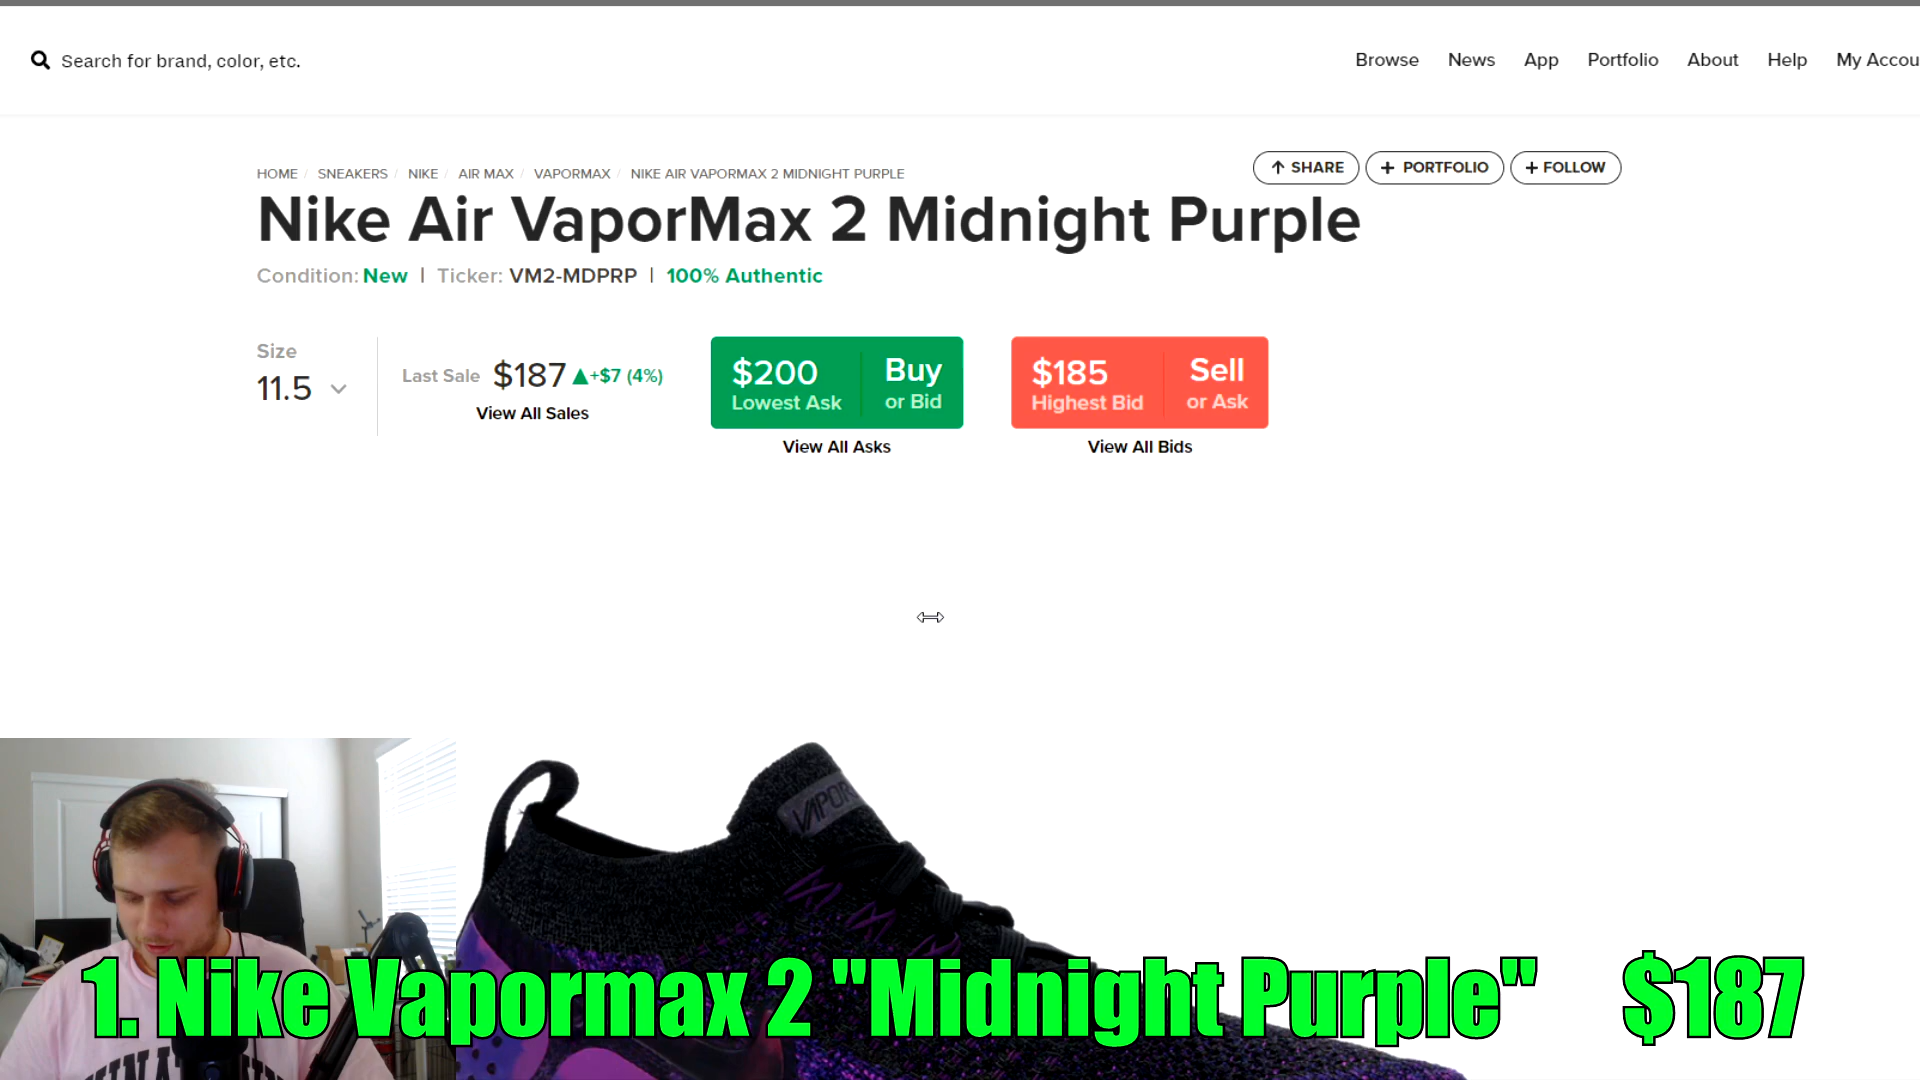 Search for brand, color, etc.
Browse News App Portfolio About Help My Accou
HOME / SNEAKERS / NIKE / AIR MAX / VAPORMAX / NIKE AIR VAPORMAX 2 MIDNIGHT PURPLE
SHARE + PORTFOLIO + FOLLOW
Nike Air VaporMax 2 Midnight Purple
Condition: New | Ticker: VM2-MDPRP | 100% Authentic
Size
11.5
Last Sale $187 ▲+$7 (4%)
View All Sales
$200 Buy
Lowest Ask or Bid
View All Asks
$185 Sell
Highest Bid or Ask
View All Bids
VAPOR
1. Nike Vapormax 2 "Midnight Purple" $187